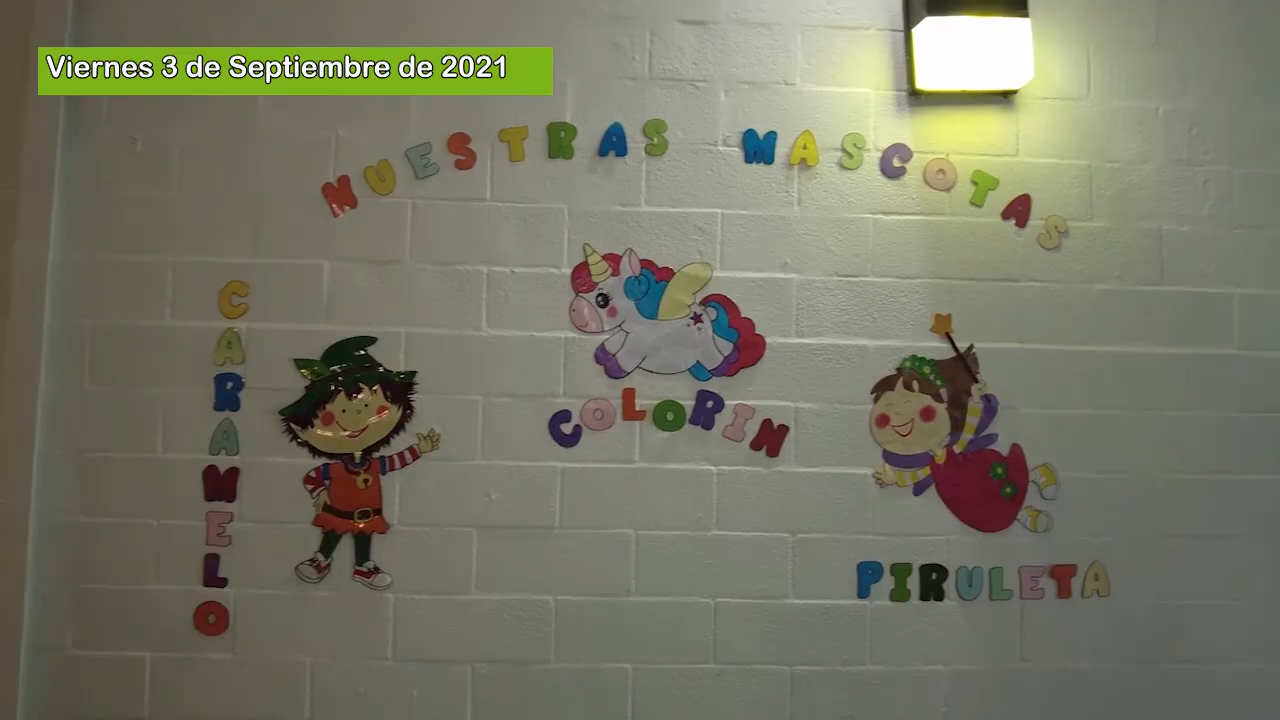 Viernes 3 de Septiembre de 2021
NUESTRAS MASCOTAS
CARAMELO
COLORIN
PIRULETA